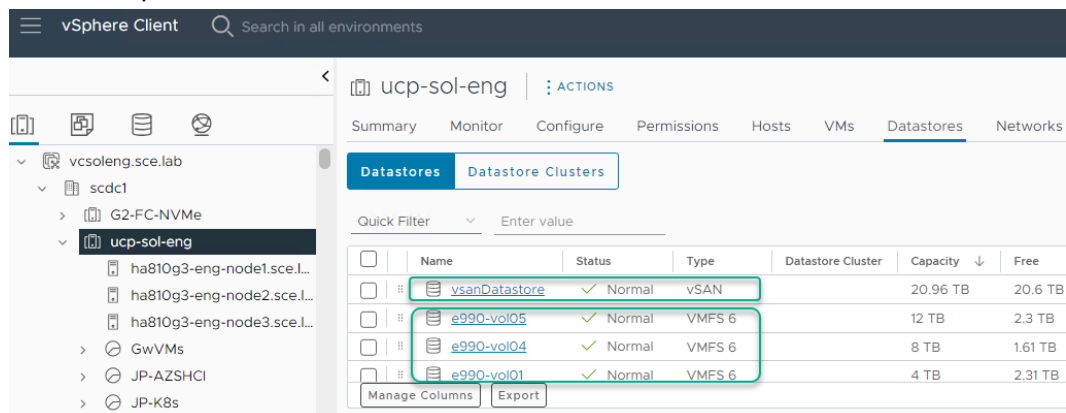 vSphere Client Search in all environments
ucp-sol-eng ACTIONS
Summary Monitor Configure Permissions Hosts VMs Datastores Networks
vcsoleng.sce.lab
scdc1
G2-FC-NVMe
ucp-sol-eng
ha810g3-eng-node1.sce.l...
ha810g3-eng-node2.sce.l...
ha810g3-eng-node3.sce.l...
GwVMs
JP-AZSHCI
JP-K8s
Datastores Datastore Clusters
Quick Filter Enter value
Name Status Type Datastore Cluster Capacity Free
vsanDatastore Normal vSAN 20.96 TB 20.6 TB
e990-vol05 Normal VMFS 6 12 TB 2.3 TB
e990-vol04 Normal VMFS 6 8 TB 1.61 TB
e990-vol01 Normal VMFS 6 4 TB 2.31 TB
Manage Columns Export